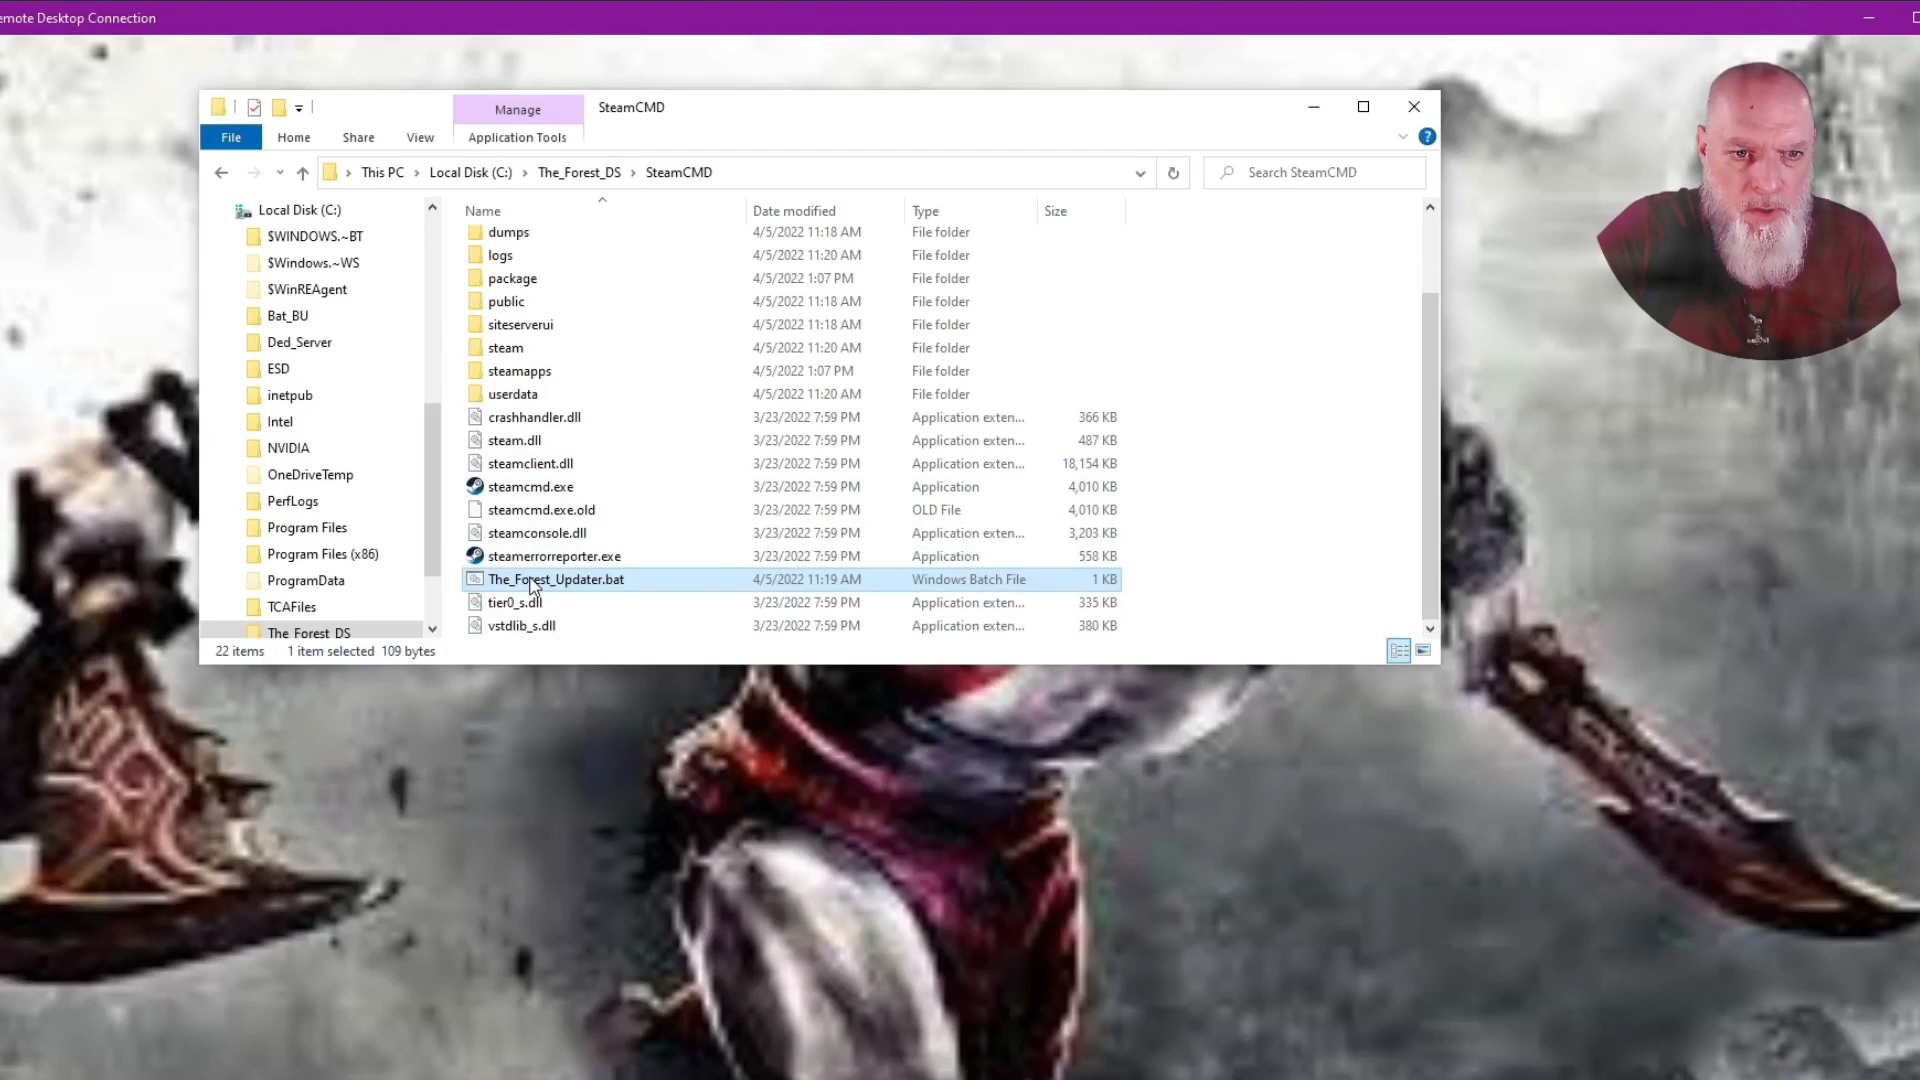 emote Desktop Connection
Manage
SteamCMD
File
Home
Share
View
Application Tools
This PC > Local Disk (C:) > The_Forest_DS > SteamCMD
Search SteamCMD
Local Disk (C:)
$WINDOWS.~BT
$Windows.~WS
$WinREAgent
Bat_BU
Ded_Server
ESD
inetpub
Intel
NVIDIA
OneDriveTemp
PerfLogs
Program Files
Program Files (x86)
ProgramData
TCAFiles
The_Forest_DS
Name Date modified Type Size
dumps 4/5/2022 11:18 AM File folder
logs 4/5/2022 11:20 AM File folder
package 4/5/2022 1:07 PM File folder
public 4/5/2022 11:18 AM File folder
siteserverui 4/5/2022 11:18 AM File folder
steam 4/5/2022 11:20 AM File folder
steamapps 4/5/2022 1:07 PM File folder
userdata 4/5/2022 11:20 AM File folder
crashhandler.dll 3/23/2022 7:59 PM Application exten... 366 KB
steam.dll 3/23/2022 7:59 PM Application exten... 487 KB
steamclient.dll 3/23/2022 7:59 PM Application exten... 18,154 KB
steamcmd.exe 3/23/2022 7:59 PM Application 4,010 KB
steamcmd.exe.old 3/23/2022 7:59 PM OLD File 4,010 KB
steamconsole.dll 3/23/2022 7:59 PM Application exten... 3,203 KB
steamerrorreporter.exe 3/23/2022 7:59 PM Application 558 KB
The_Forest_Updater.bat 4/5/2022 11:19 AM Windows Batch File 1 KB
tier0_s.dll 3/23/2022 7:59 PM Application exten... 335 KB
vstdlib_s.dll 3/23/2022 7:59 PM Application exten... 380 KB
22 items 1 item selected 109 bytes